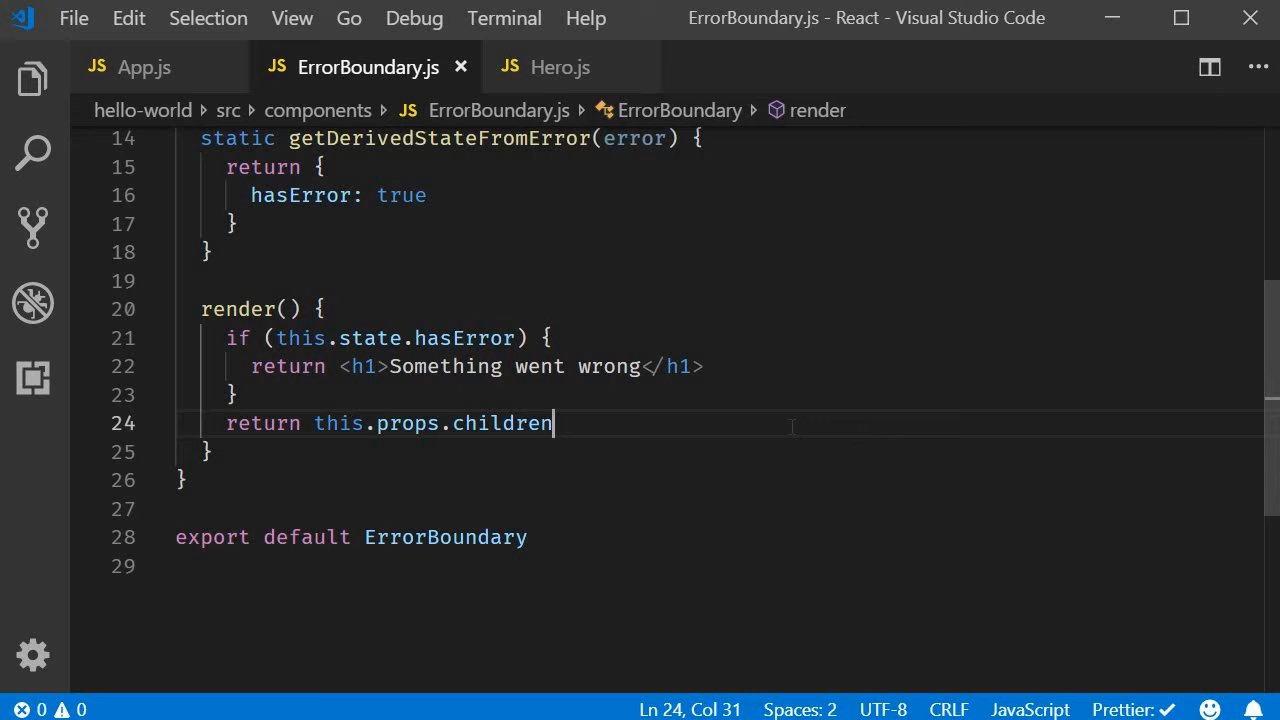 File Edit Selection View Go Debug Terminal Help ErrorBoundary.js - React - Visual Studio Code
JS App.js JS ErrorBoundary.js JS Hero.js
hello-world src components JS ErrorBoundary.js ErrorBoundary render
14 static getDerivedStateFromError(error) {
15 return {
16 hasError: true
17 }
18 }
19
20 render() {
21 if (this.state.hasError) {
22 return <h1>Something went wrong</h1>
23 }
24 return this.props.children
25 }
26 }
27
28 export default ErrorBoundary
29
0 0 Ln 24, Col 31 Spaces: 2 UTF-8 CRLF JavaScript Prettier: ✓